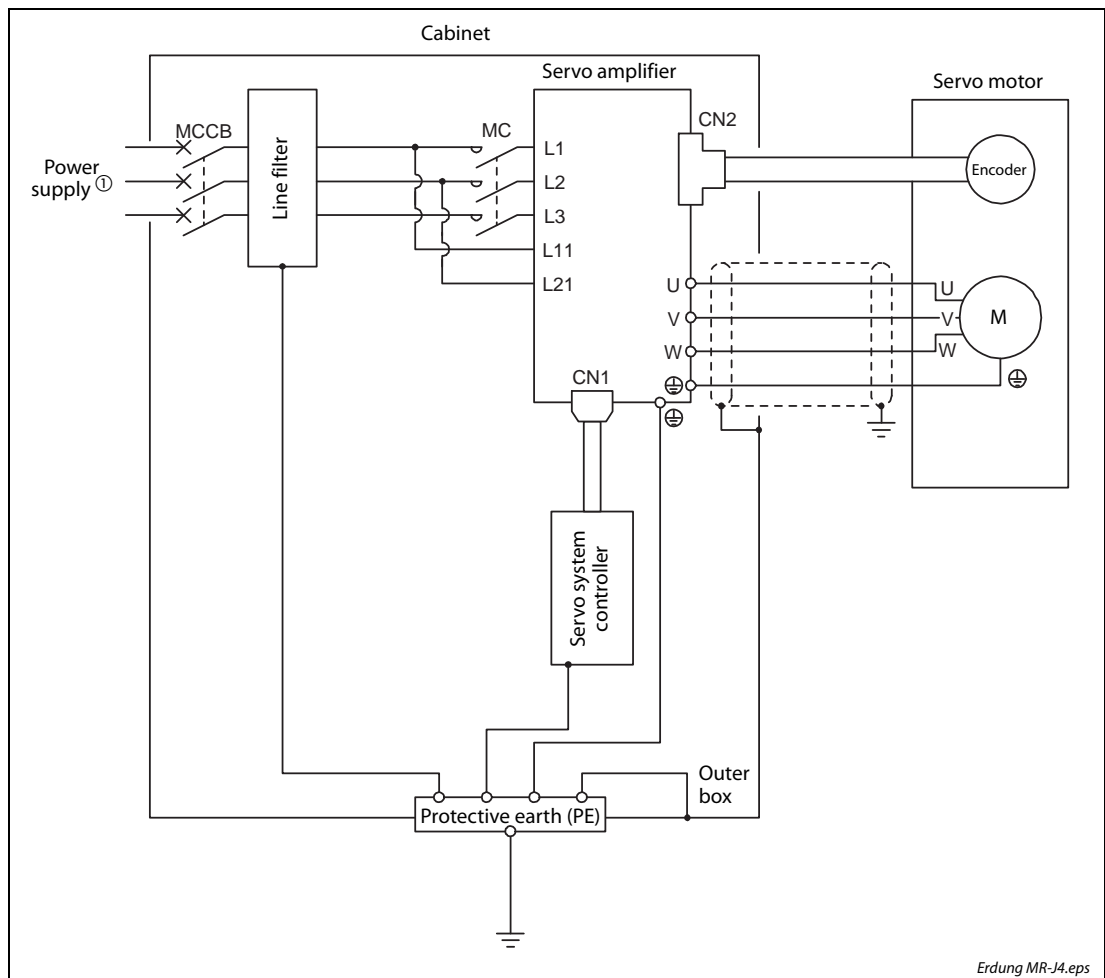 Cabinet
Servo amplifier
Servo motor
MCCB
Line filter
MC
CN2
Power
supply ①
L1
L2
L3
L11
L21
Encoder
U
V
W
U
V
W
M
CN1
Servo system
controller
Outer
box
Protective earth (PE)
Erdung MR-J4.eps